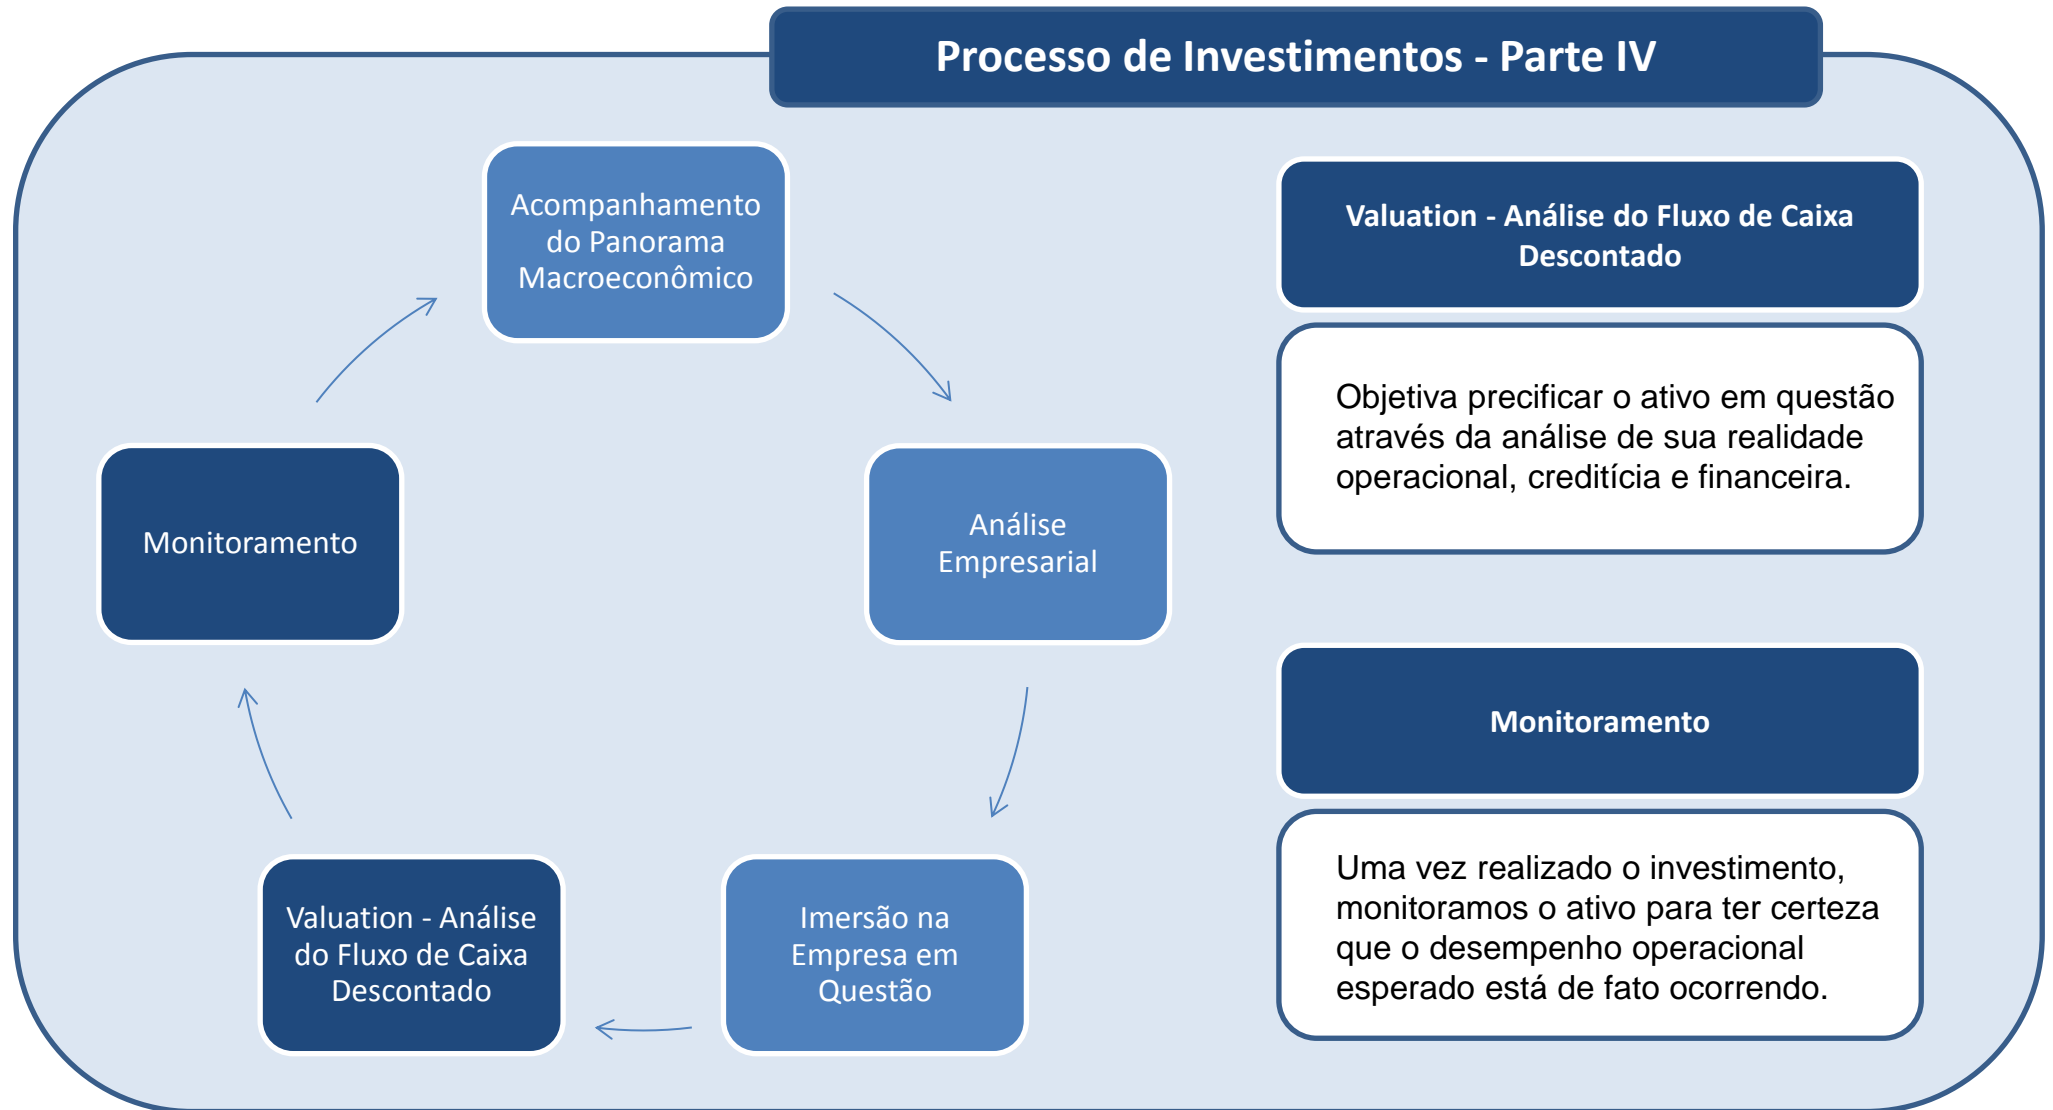 Processo de Investimentos - Parte IV
Acompanhamento
do Panorama
Macroeconômico
Análise
Empresarial
Imersão na
Empresa em
Questão
Valuation - Análise
do Fluxo de Caixa
Descontado
Monitoramento
Valuation - Análise do Fluxo de Caixa
Descontado
Objetiva precificar o ativo em questão
através da análise de sua realidade
operacional, creditícia e financeira.
Monitoramento
Uma vez realizado o investimento,
monitoramos o ativo para ter certeza
que o desempenho operacional
esperado está de fato ocorrendo.